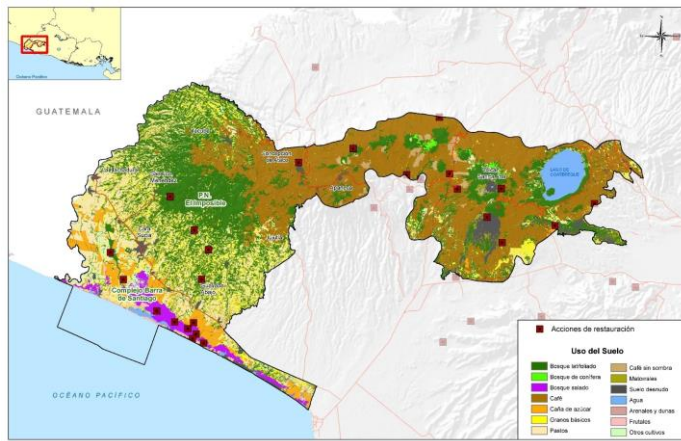 Océano Pacífico
GUATEMALA
P.N.
El Imposible
Complejo Barra
de Santiago
OCÉANO PACÍFICO
Acciones de restauración
Uso del Suelo
Bosque latifoliado
Bosque de conífera
Bosque salado
Café
Caña de azúcar
Granos básicos
Pastos
Café sin sombra
Matorrales
Suelo desnudo
Agua
Arenales y dunas
Frutales
Otros cultivos